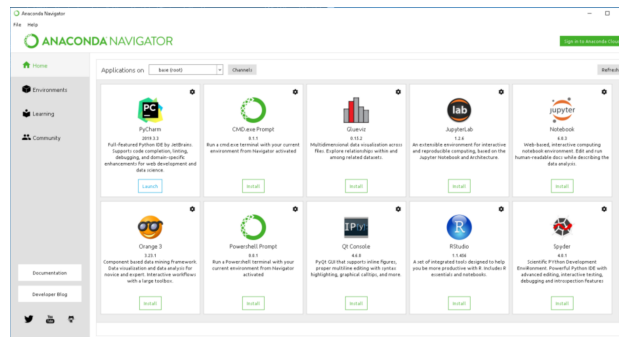 Anaconda Navigator
File Help
ANACONDA NAVIGATOR
Sign in to Anaconda Cloud
Home
Environments
Learning
Community
Documentation
Developer Blog
Applications on
base (root)
Channels
Refresh
PC
PyCharm
2019.3.3
Full-featured Python IDE by JetBrains.
Supports code completion, linting,
debugging, and domain-specific
enhancements for web development and
data science.
Launch
CMD.exe Prompt
0.1.1
Run a cmd.exe terminal with your current
environment from Navigator activated
Install
Glueviz
0.15.2
Multidimensional data visualization across
files. Explore relationships within and
among related datasets.
Install
lab
JupyterLab
1.2.6
An extensible environment for interactive
and reproducible computing, based on the
Jupyter Notebook and Architecture.
Install
jupyter
Notebook
6.0.3
Web-based, interactive computing
notebook environment. Edit and run
human-readable docs while describing the
data analysis.
Install
Orange 3
3.23.1
Component based data mining framework.
Data visualization and data analysis for
novice and expert. Interactive workflows
with a large toolbox.
Install
Powershell Prompt
0.0.1
Run a Powershell terminal with your
current environment from Navigator
activated
Install
IP[y]:
Qt Console
4.6.0
PyQt GUI that supports inline figures,
proper multiline editing with syntax
highlighting, graphical calltips, and more.
Install
R
RStudio
1.1.456
A set of integrated tools designed to help
you be more productive with R. Includes R
essentials and notebooks.
Install
Spyder
4.0.1
Scientific PYthon Development
EnviRonment. Powerful Python IDE with
advanced editing, interactive testing,
debugging and introspection features
Install